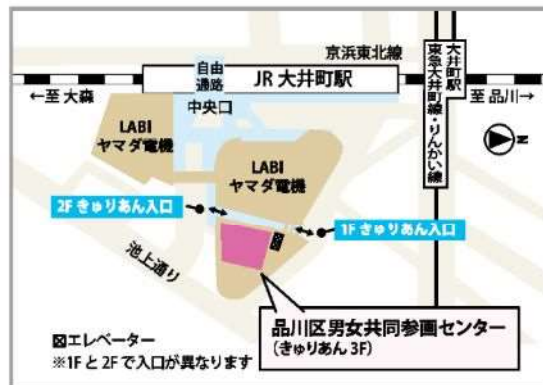 京浜東北線
自由
通路
JR 大井町駅
←至 大森
至 品川→
中央口
大井町駅
東急大井町線・りんかい線
N
LABI
ヤマダ電機
LABI
ヤマダ電機
2F きゅりあん入口
1F きゅりあん入口
池上通り
品川区男女共同参画センター
(きゅりあん 3F)
エレベーター
※1F と 2F で入口が異なります